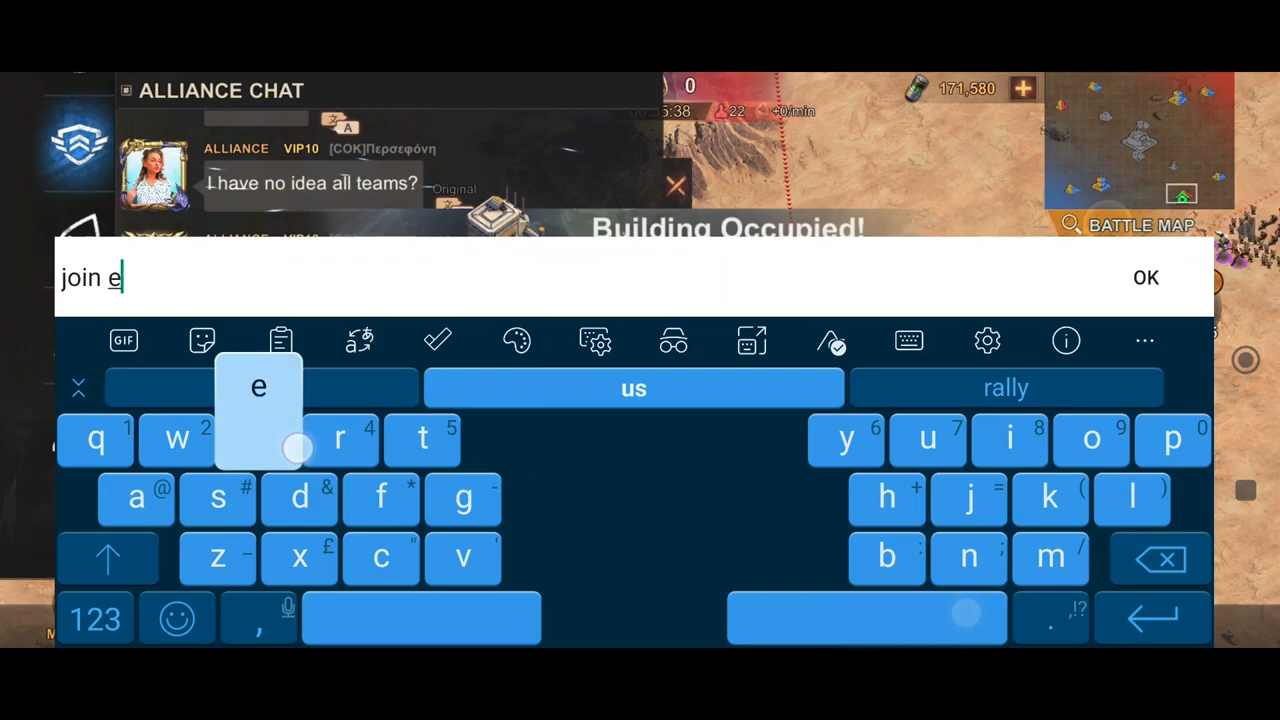 ALLIANCE CHAT
0
:38 22 +0/min
171,580
A
ALLIANCE VIP10 [COK]Περσεφόνη
I have no idea all teams?
Original
Building Occupied!
BATTLE MAP
join e
OK
GIF
e
us
rally
q 1 w 2 r 4 t 5 y 6 u 7 i 8 o 9 p 0
a @ s # d & f * g - h + j = k ( l )
z _ x £ c " v ' b : n ; m /
123 , . ,!?